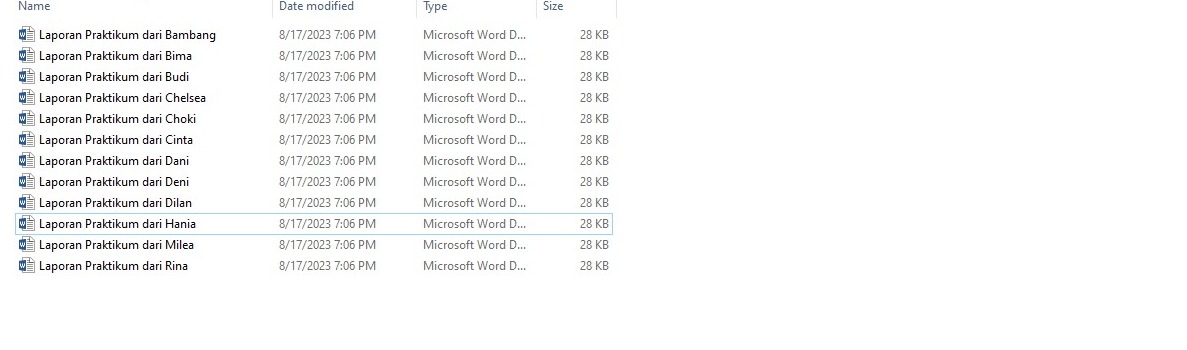 Name Date modified Type Size
Laporan Praktikum dari Bambang 8/17/2023 7:06 PM Microsoft Word D... 28 KB
Laporan Praktikum dari Bima 8/17/2023 7:06 PM Microsoft Word D... 28 KB
Laporan Praktikum dari Budi 8/17/2023 7:06 PM Microsoft Word D... 28 KB
Laporan Praktikum dari Chelsea 8/17/2023 7:06 PM Microsoft Word D... 28 KB
Laporan Praktikum dari Choki 8/17/2023 7:06 PM Microsoft Word D... 28 KB
Laporan Praktikum dari Cinta 8/17/2023 7:06 PM Microsoft Word D... 28 KB
Laporan Praktikum dari Dani 8/17/2023 7:06 PM Microsoft Word D... 28 KB
Laporan Praktikum dari Deni 8/17/2023 7:06 PM Microsoft Word D... 28 KB
Laporan Praktikum dari Dilan 8/17/2023 7:06 PM Microsoft Word D... 28 KB
Laporan Praktikum dari Hania 8/17/2023 7:06 PM Microsoft Word D... 28 KB
Laporan Praktikum dari Milea 8/17/2023 7:06 PM Microsoft Word D... 28 KB
Laporan Praktikum dari Rina 8/17/2023 7:06 PM Microsoft Word D... 28 KB